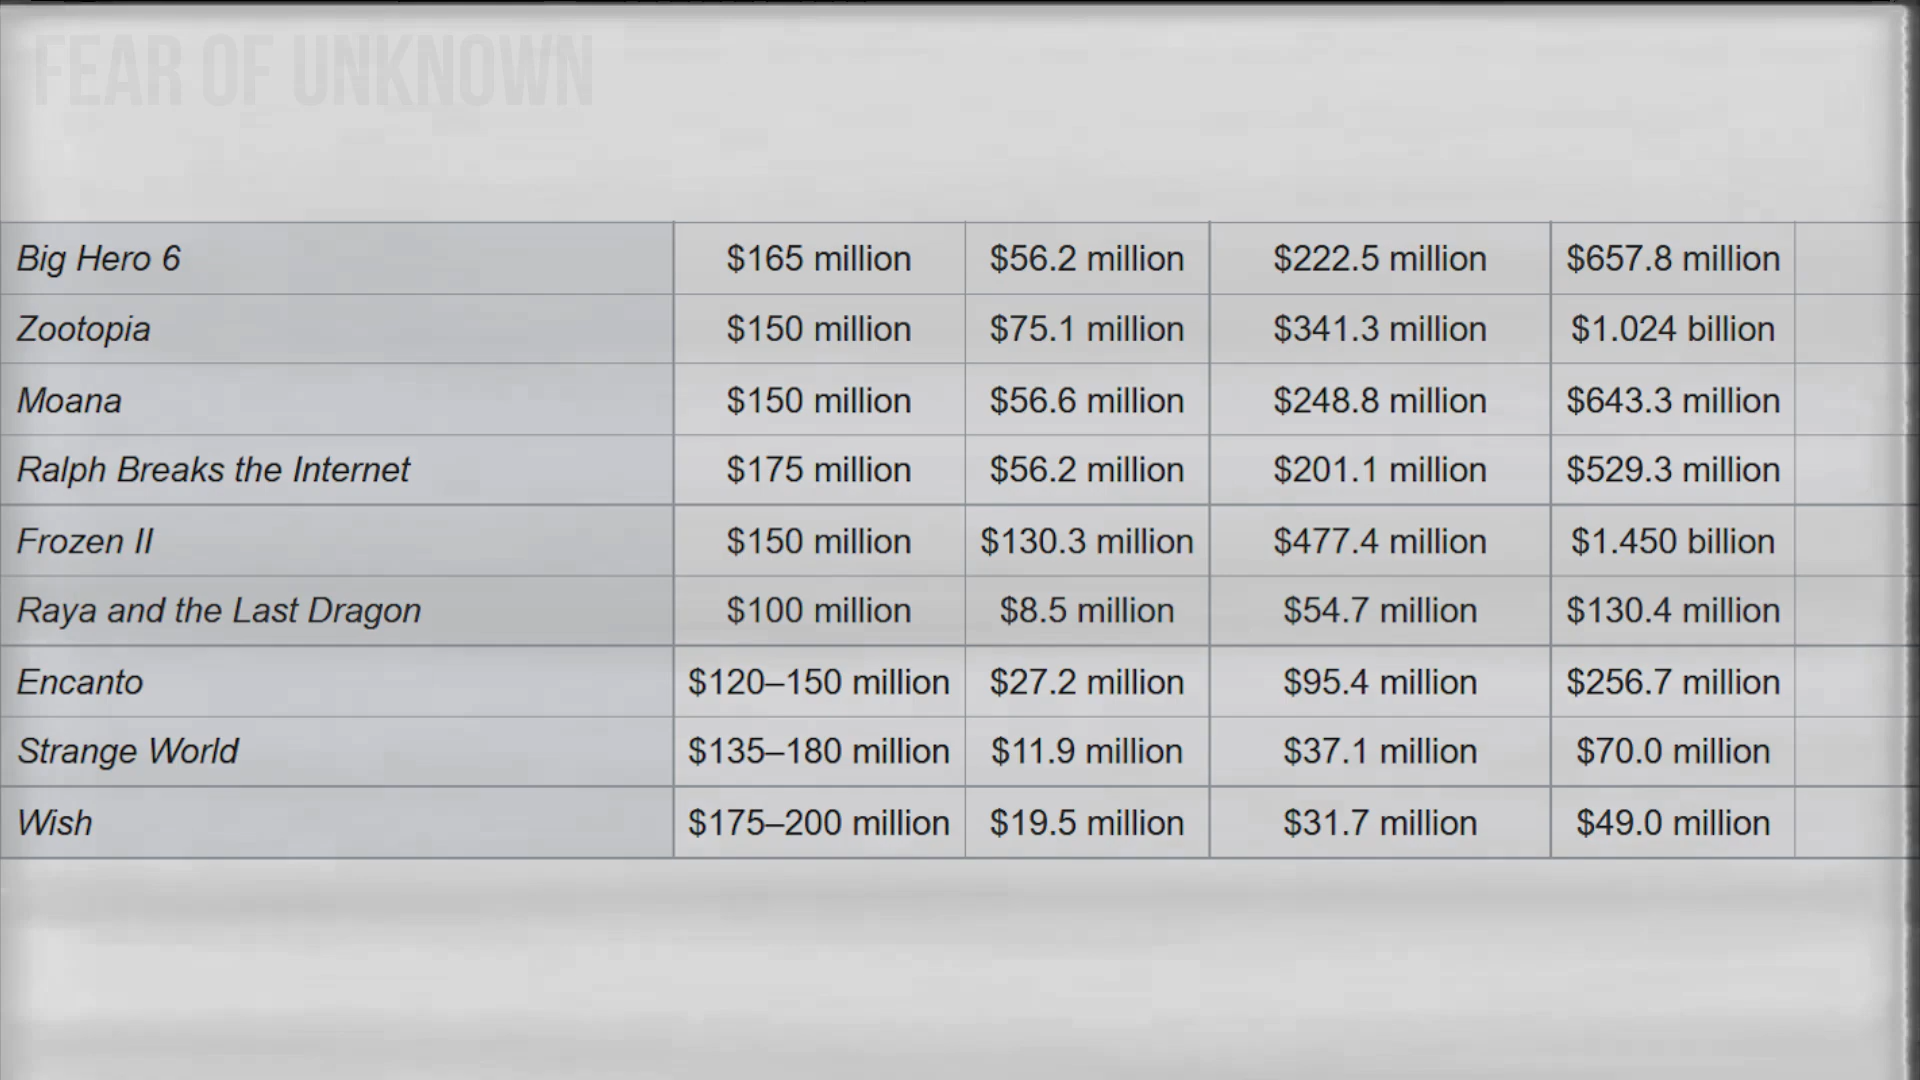 FEAR OF UNKNOWN
Big Hero 6 $165 million $56.2 million $222.5 million $657.8 million
Zootopia $150 million $75.1 million $341.3 million $1.024 billion
Moana $150 million $56.6 million $248.8 million $643.3 million
Ralph Breaks the Internet $175 million $56.2 million $201.1 million $529.3 million
Frozen II $150 million $130.3 million $477.4 million $1.450 billion
Raya and the Last Dragon $100 million $8.5 million $54.7 million $130.4 million
Encanto $120–150 million $27.2 million $95.4 million $256.7 million
Strange World $135–180 million $11.9 million $37.1 million $70.0 million
Wish $175–200 million $19.5 million $31.7 million $49.0 million